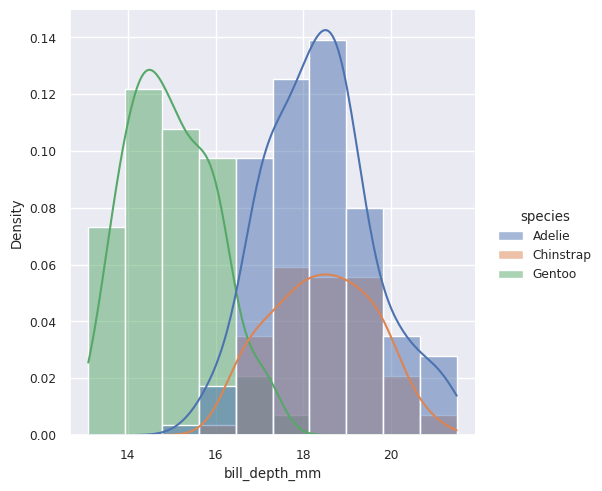 0.14
0.12
0.10
0.08
0.06
0.04
0.02
0.00
Density
14 16 18 20
bill_depth_mm
species
Adelie
Chinstrap
Gentoo